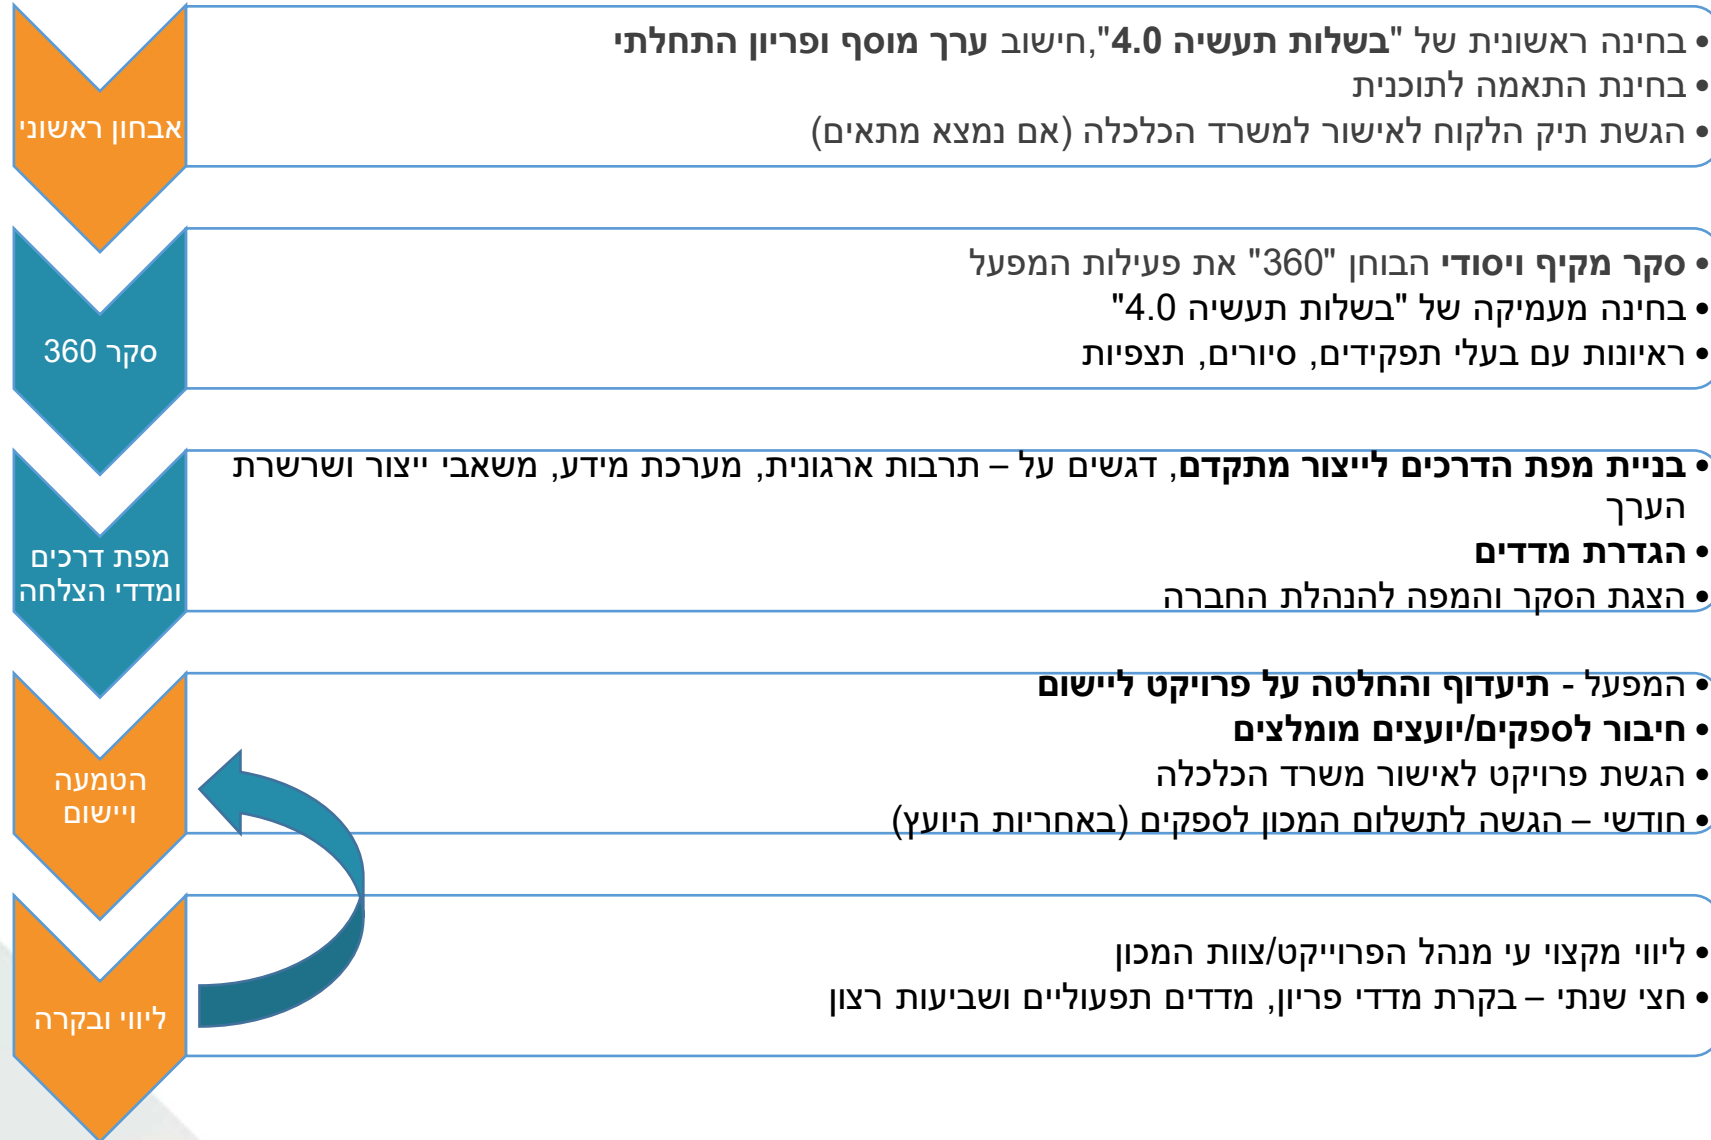 אבחון ראשוני
• בחינה ראשונית של "בשלות תעשיה 4.0",חישוב ערך מוסף ופריון התחלתי
• בחינת התאמה לתוכנית
• הגשת תיק הלקוח לאישור למשרד הכלכלה (אם נמצא מתאים)
סקר 360
• סקר מקיף ויסודי הבוחן "360" את פעילות המפעל
• בחינה מעמיקה של "בשלות תעשיה 4.0"
• ראיונות עם בעלי תפקידים, סיורים, תצפיות
מפת דרכים
ומדדי הצלחה
• בניית מפת הדרכים לייצור מתקדם, דגשים על – תרבות ארגונית, מערכת מידע, משאבי ייצור ושרשרת
הערך
• הגדרת מדדים
• הצגת הסקר והמפה להנהלת החברה
הטמעה
ויישום
• המפעל - תיעדוף והחלטה על פרויקט ליישום
• חיבור לספקים/יועצים מומלצים
• הגשת פרויקט לאישור משרד הכלכלה
• חודשי – הגשה לתשלום המכון לספקים (באחריות היועץ)
ליווי ובקרה
• ליווי מקצוי עי מנהל הפרוייקט/צוות המכון
• חצי שנתי – בקרת מדדי פריון, מדדים תפעוליים ושביעות רצון